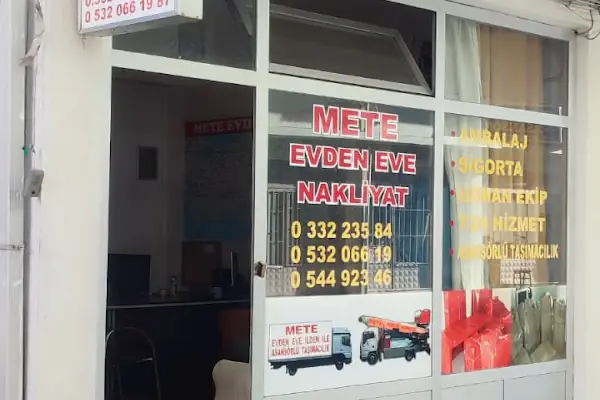 0 532 066 19 87
METE EVD
METE
EVDEN EVE
NAKLİYAT
0 332 235 84
0 532 066 19
0 544 923 46
METE
EVDEN EVE İLDEN İLE
ASANSÖRLÜ TAŞIMACILIK
• AMBALAJ
• SİGORTA
• UZMAN EKİP
• 7/24 HİZMET
• ASANSÖRLÜ TAŞIMACILIK